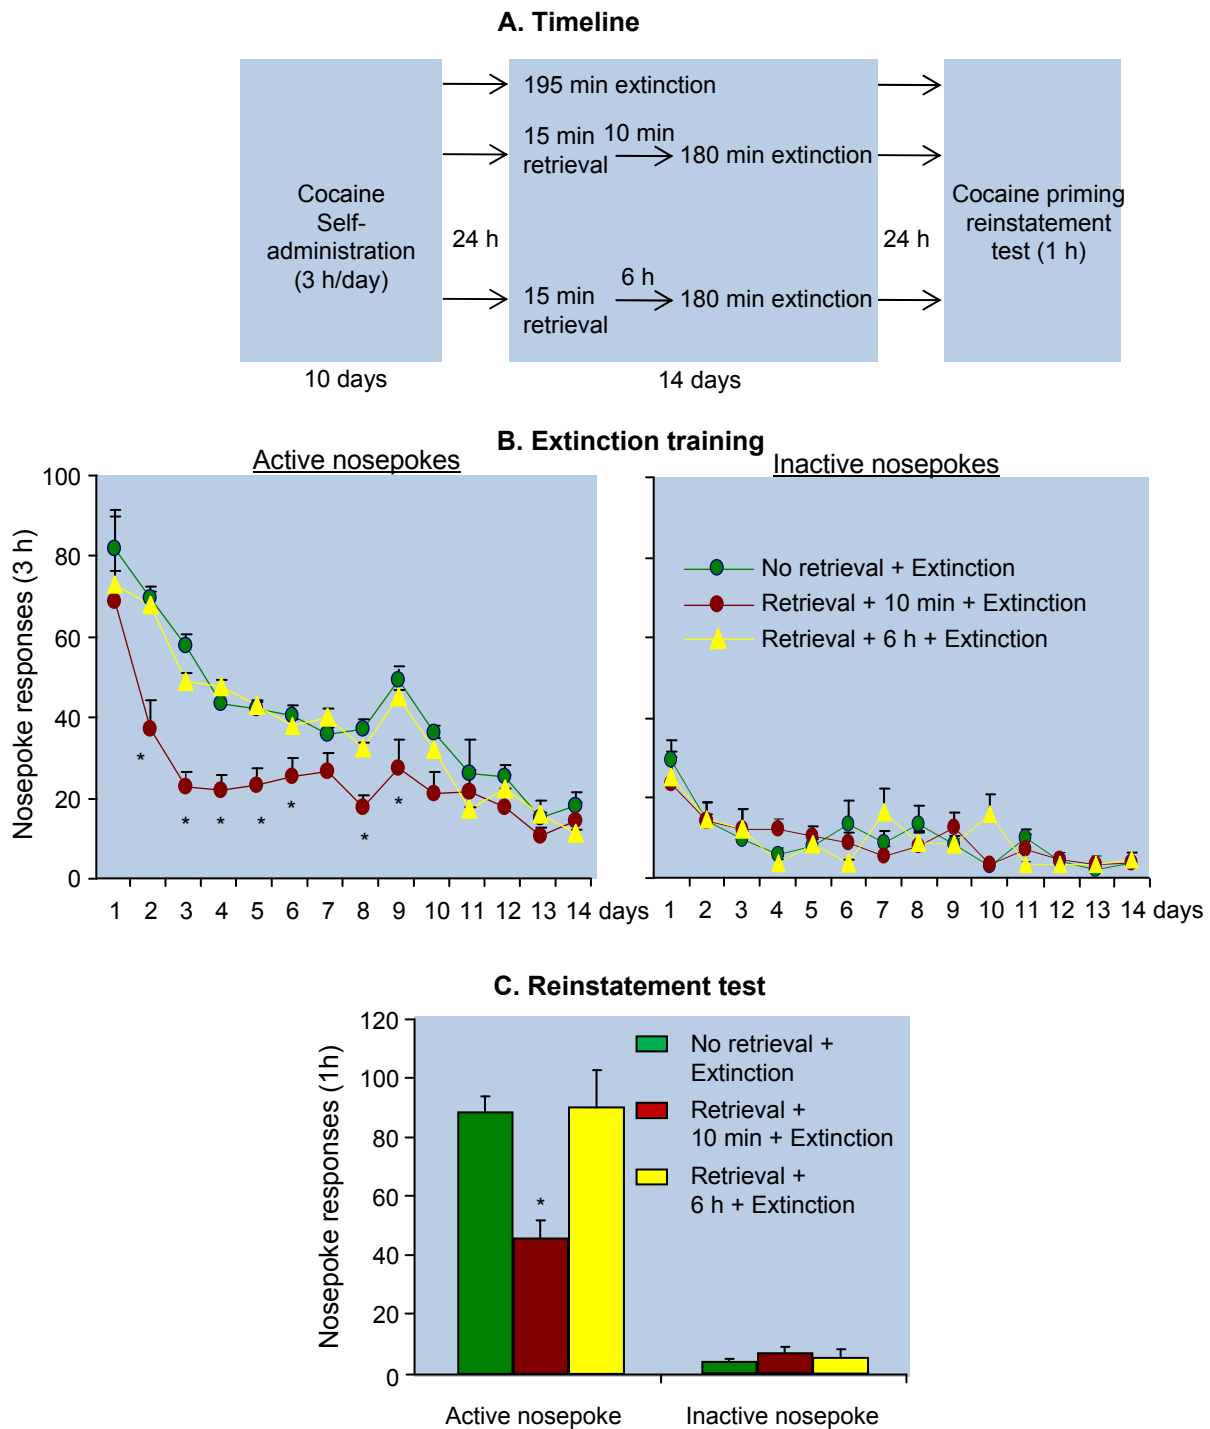 A. Timeline
195 min extinction
15 min
retrieval
10 min
180 min extinction
Cocaine
Self-
administration
(3 h/day)
24 h
15 min
retrieval
6 h
180 min extinction
24 h
Cocaine priming
reinstatement
test (1 h)
10 days
14 days
B. Extinction training
Active nosepokes
Inactive nosepokes
Nosepoke responses (3 h)
100
80
60
40
20
0
* * * * * * *
1 2 3 4 5 6 7 8 9 10 11 12 13 14 days
No retrieval + Extinction
Retrieval + 10 min + Extinction
Retrieval + 6 h + Extinction
1 2 3 4 5 6 7 8 9 10 11 12 13 14 days
C. Reinstatement test
Nosepoke responses (1h)
120
100
80
60
40
20
0
*
No retrieval +
Extinction
Retrieval +
10 min + Extinction
Retrieval +
6 h + Extinction
Active nosepoke
Inactive nosepoke